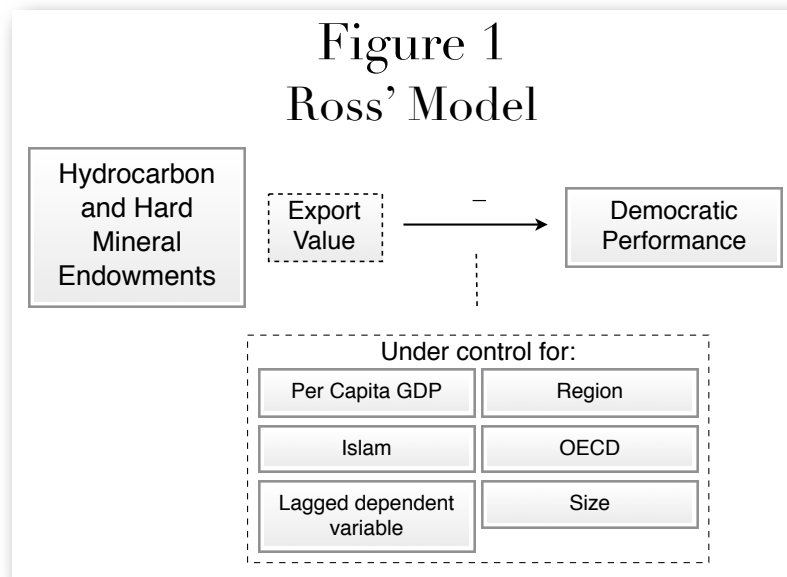 Figure 1
Ross’ Model
Hydrocarbon
and Hard
Mineral
Endowments
Export
Value
–
Democratic
Performance
Under control for:
Per Capita GDP
Region
Islam
OECD
Lagged dependent
variable
Size